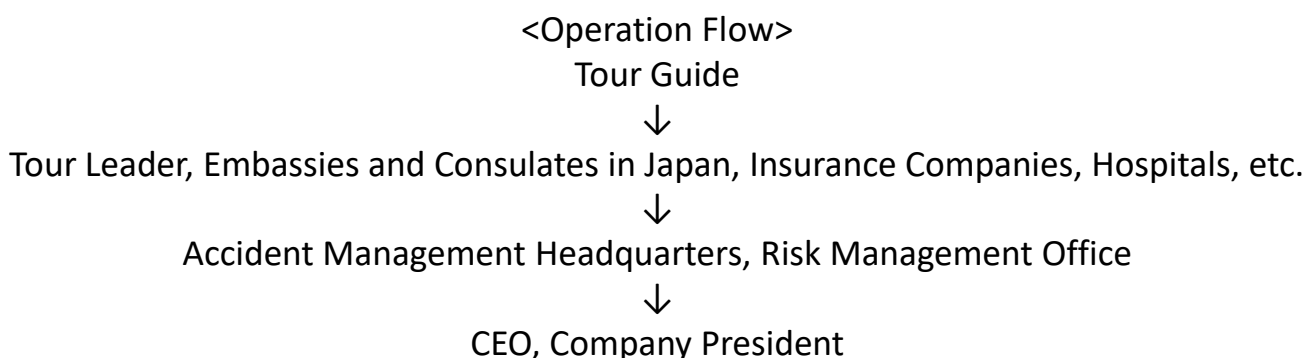 <Operation Flow>
Tour Guide
↓
Tour Leader, Embassies and Consulates in Japan, Insurance Companies, Hospitals, etc.
↓
Accident Management Headquarters, Risk Management Office
↓
CEO, Company President